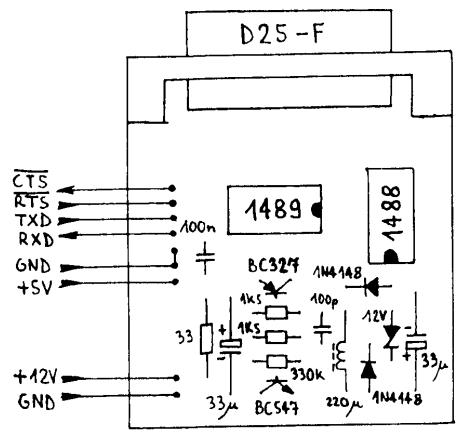 D25-F
CTS
RTS
TXD
RXD
GND
+5V
100n
1489
1488
BC327
1N4148
1k5
100p
12V
33
+
1k5
-
330k
+
-
33μ
+12V
GND
33μ
BC547
220μ
1N4148